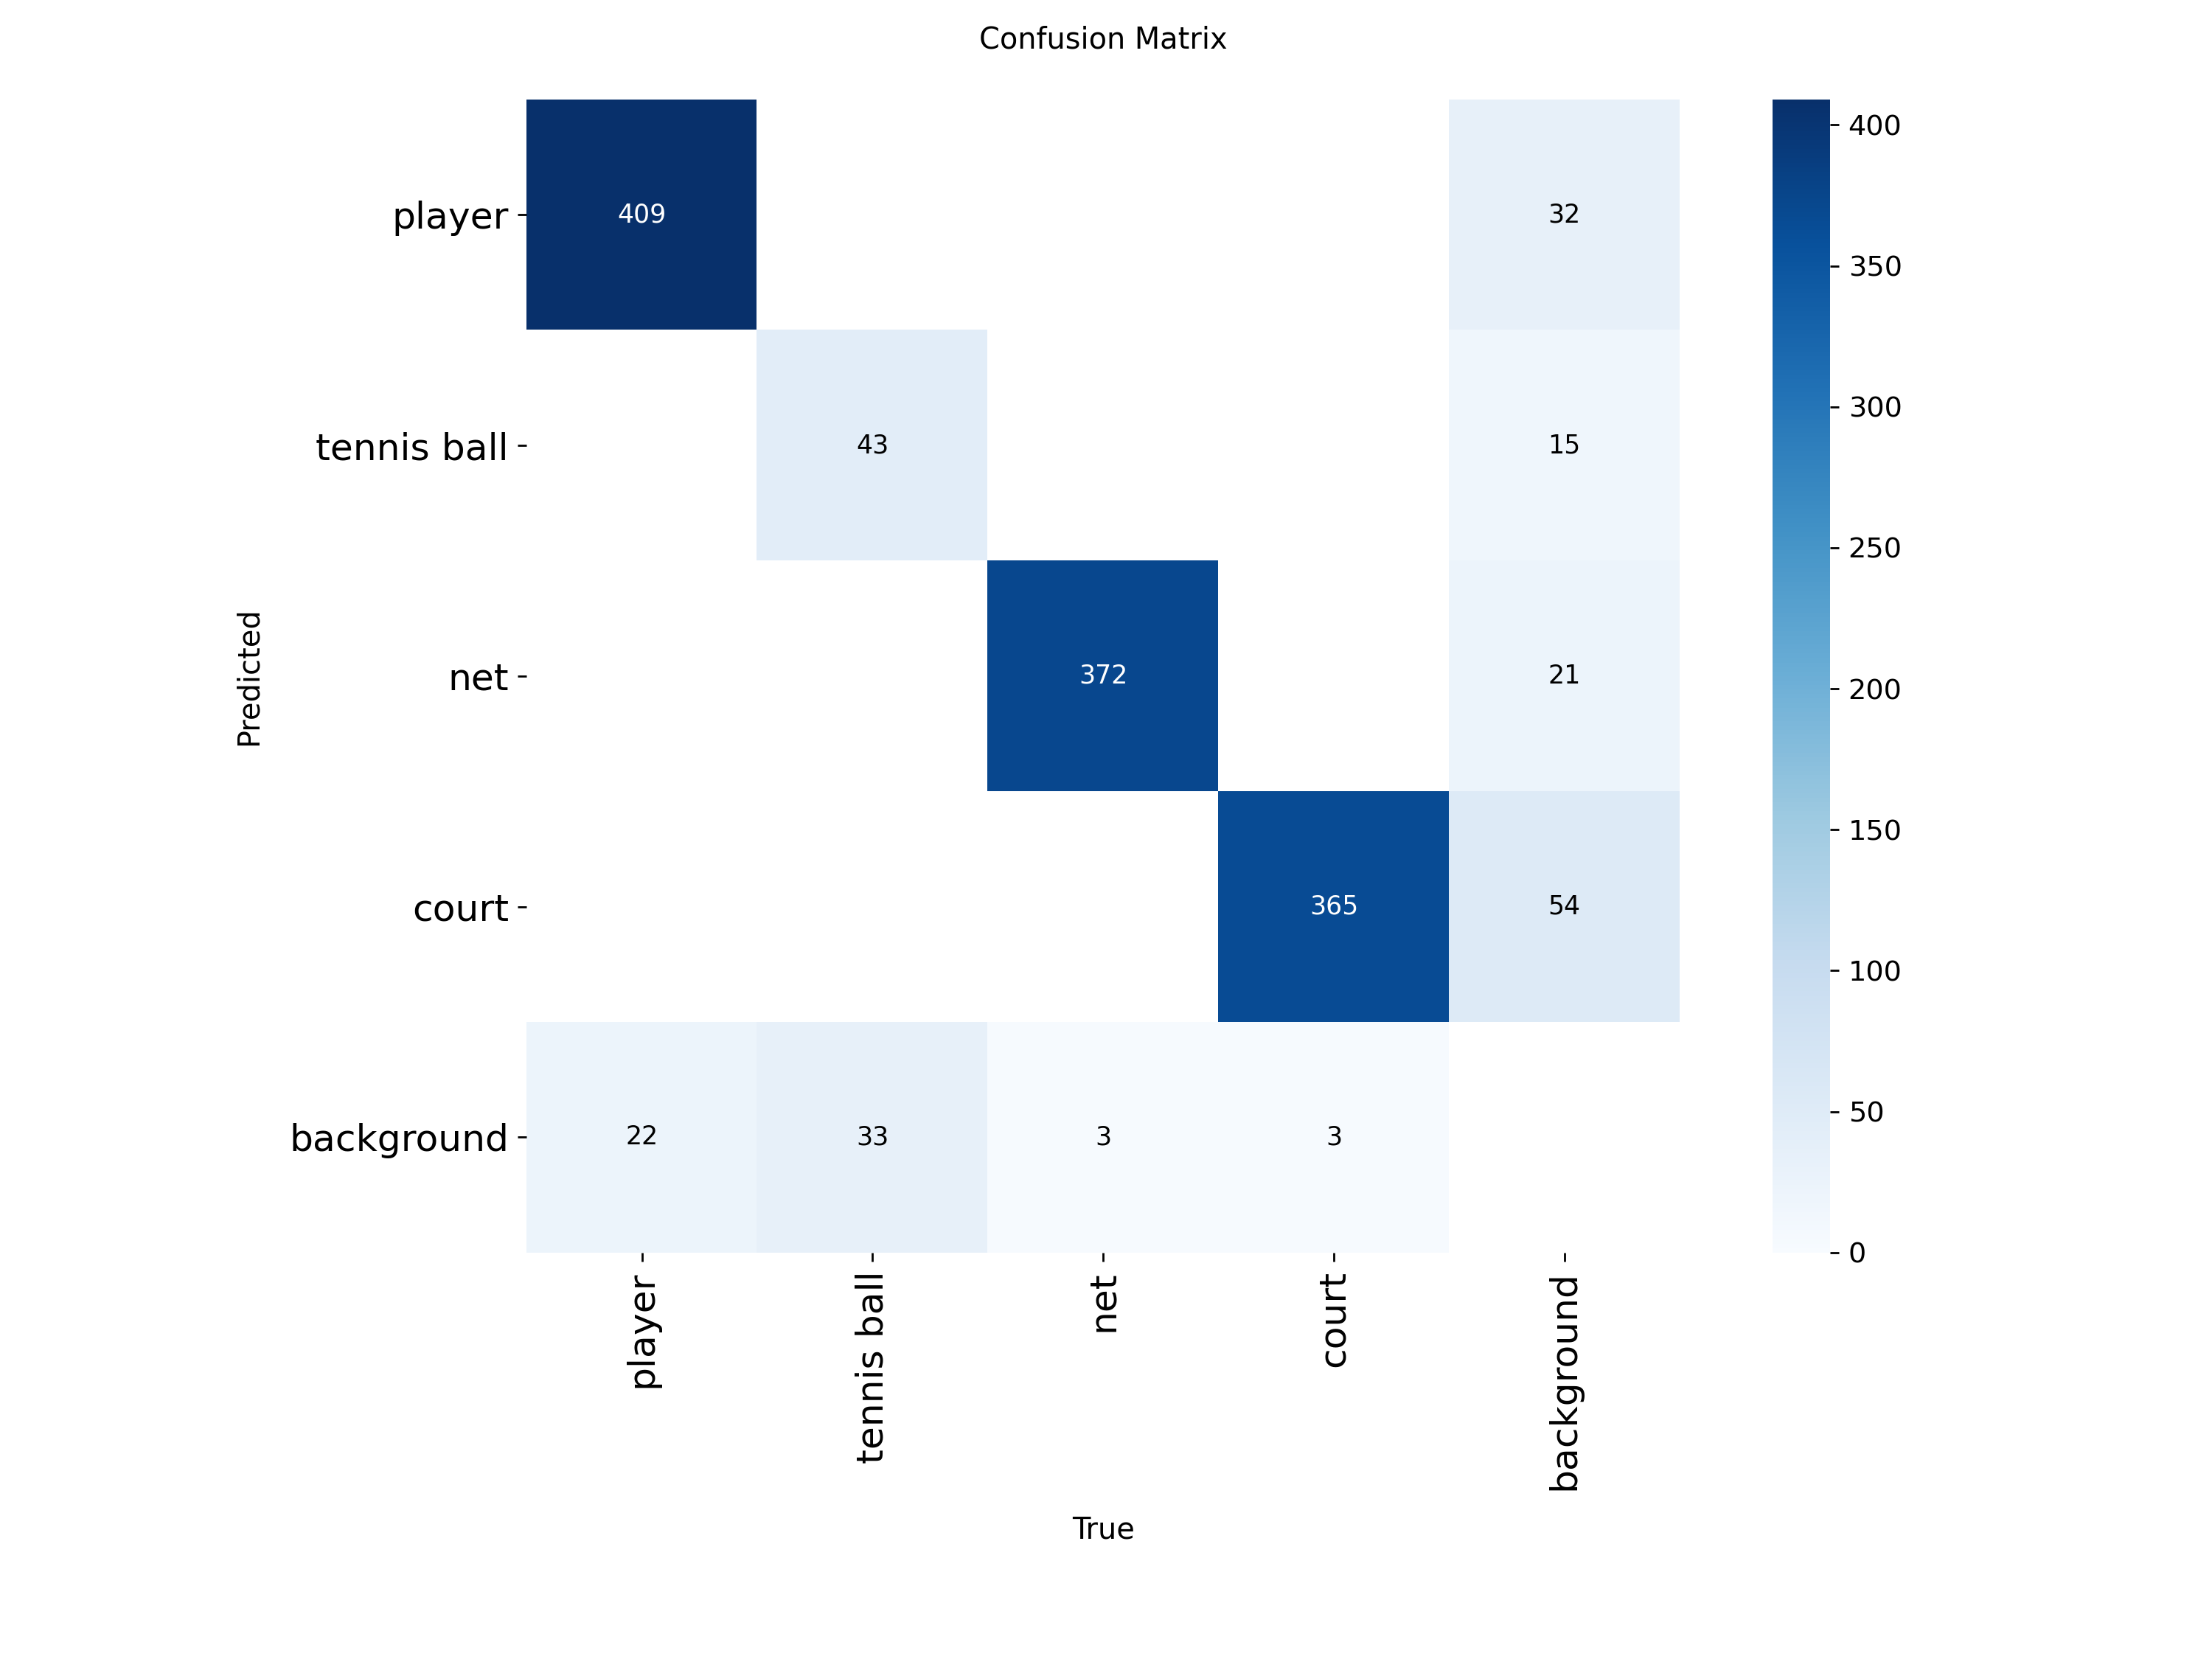 Confusion Matrix
player
409
32
tennis ball
43
15
net
372
21
court
365
54
background
22
33
3
3
Predicted
player
tennis ball
net
court
background
True
400
350
300
250
200
150
100
50
0